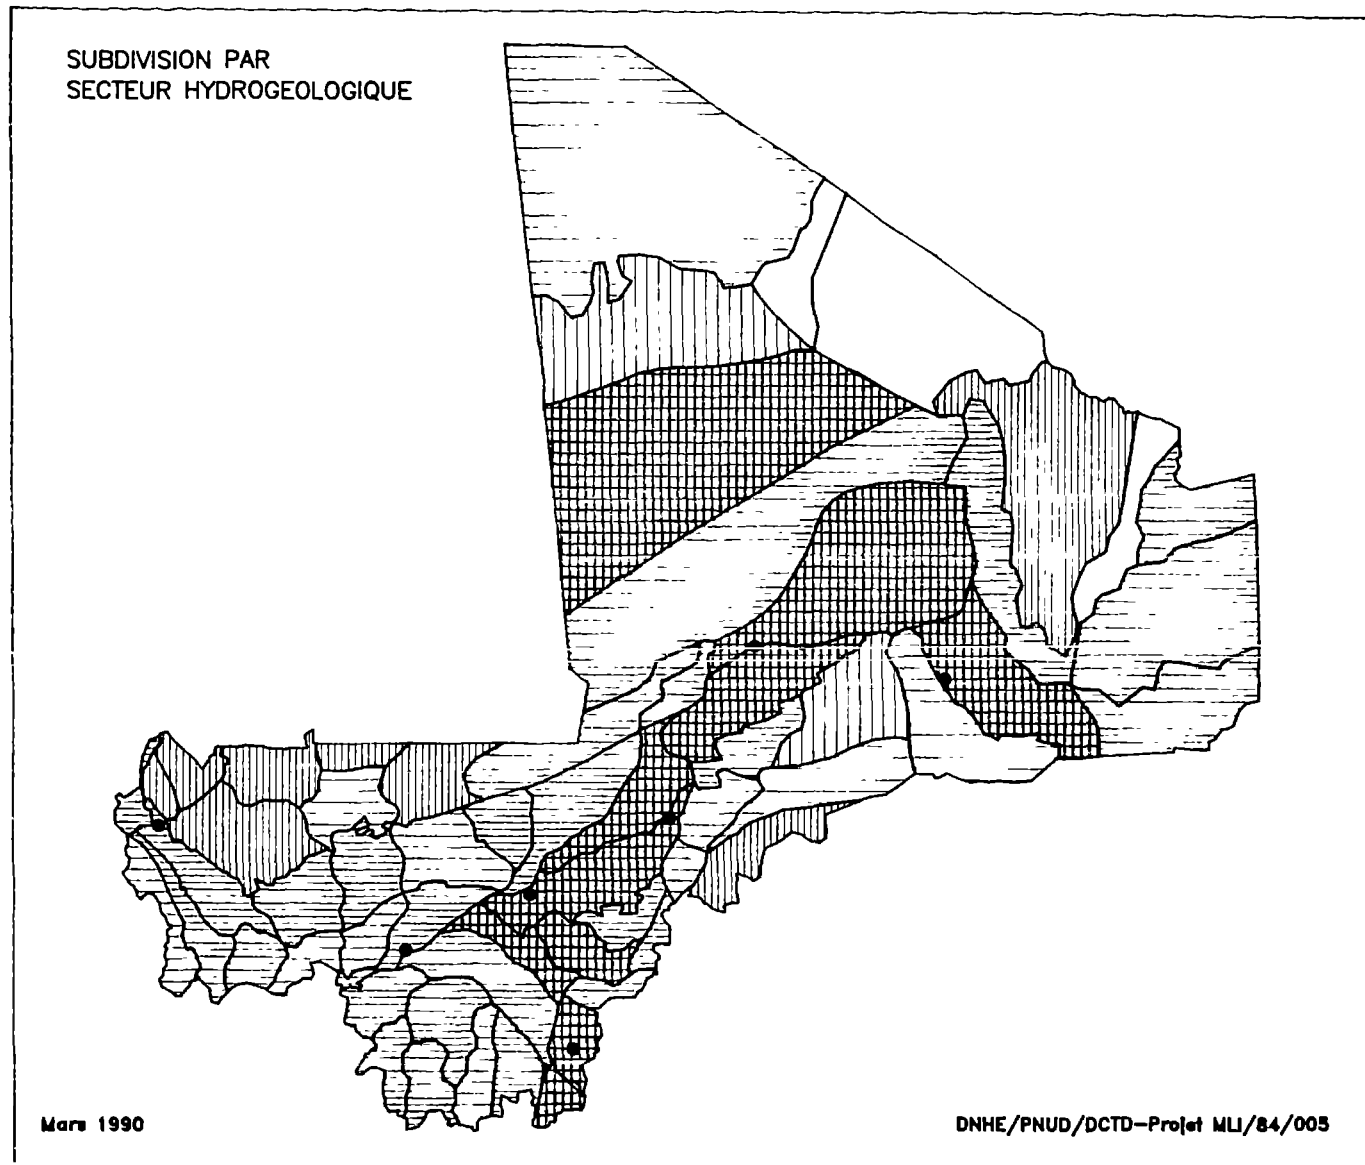 SUBDIVISION PAR
SECTEUR HYDROGEOLOGIQUE
Mars 1990
DNHE/PNUD/DCTD-Projet MLI/84/005